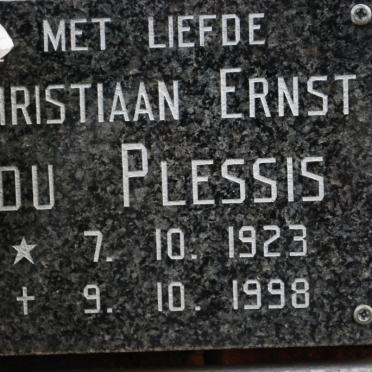 MET LIEFDE
HRISTIAAN ERNST
DU PLESSIS
★ 7. 10. 1923
✝ 9. 10. 1998